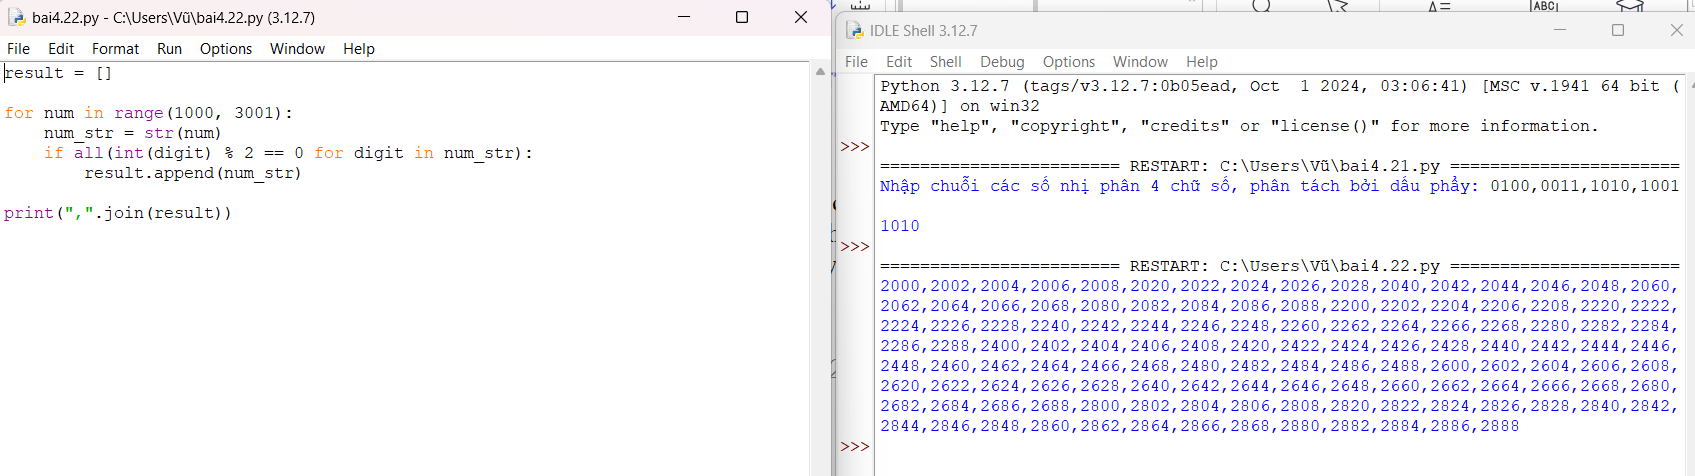 bai4.22.py - C:\Users\Vũ\bai4.22.py (3.12.7)
File Edit Format Run Options Window Help
result = []
for num in range(1000, 3001):
    num_str = str(num)
    if all(int(digit) % 2 == 0 for digit in num_str):
        result.append(num_str)
print(",".join(result))
ABC
IDLE Shell 3.12.7
File Edit Shell Debug Options Window Help
Python 3.12.7 (tags/v3.12.7:0b05ead, Oct  1 2024, 03:06:41) [MSC v.1941 64 bit (
AMD64)] on win32
Type "help", "copyright", "credits" or "license()" for more information.
>>>
======================== RESTART: C:\Users\Vũ\bai4.21.py =======================
Nhập chuỗi các số nhị phân 4 chữ số, phân tách bởi dấu phẩy: 0100,0011,1010,1001
1010
>>>
======================== RESTART: C:\Users\Vũ\bai4.22.py =======================
2000,2002,2004,2006,2008,2020,2022,2024,2026,2028,2040,2042,2044,2046,2048,2060,
2062,2064,2066,2068,2080,2082,2084,2086,2088,2200,2202,2204,2206,2208,2220,2222,
2224,2226,2228,2240,2242,2244,2246,2248,2260,2262,2264,2266,2268,2280,2282,2284,
2286,2288,2400,2402,2404,2406,2408,2420,2422,2424,2426,2428,2440,2442,2444,2446,
2448,2460,2462,2464,2466,2468,2480,2482,2484,2486,2488,2600,2602,2604,2606,2608,
2620,2622,2624,2626,2628,2640,2642,2644,2646,2648,2660,2662,2664,2666,2668,2680,
2682,2684,2686,2688,2800,2802,2804,2806,2808,2820,2822,2824,2826,2828,2840,2842,
2844,2846,2848,2860,2862,2864,2866,2868,2880,2882,2884,2886,2888
>>>